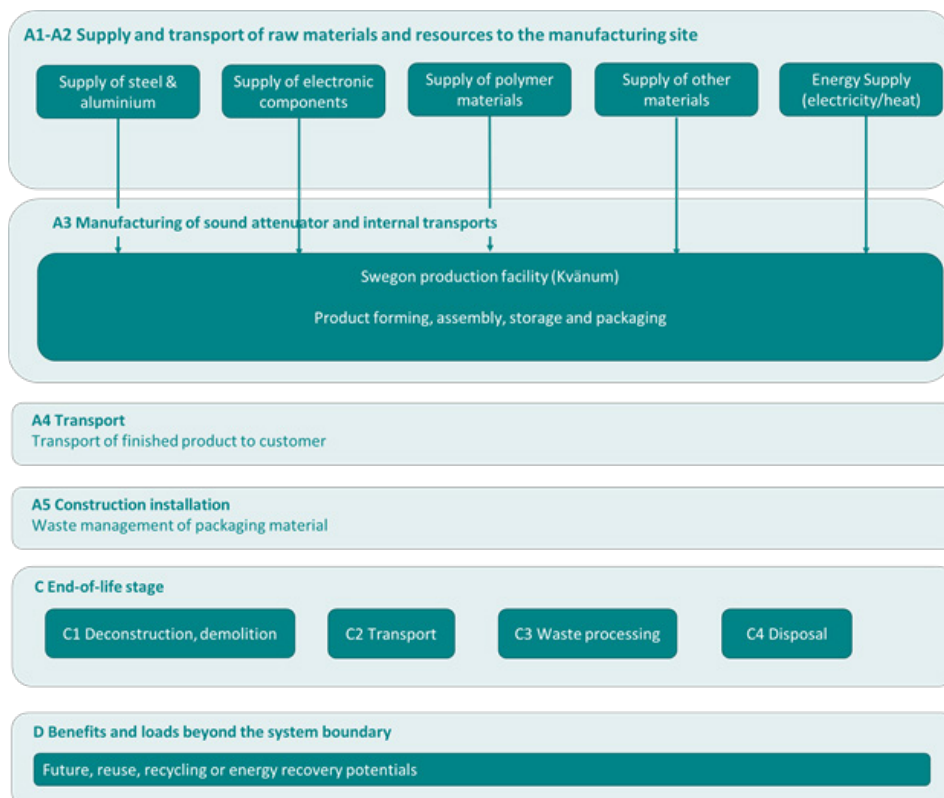 A1-A2 Supply and transport of raw materials and resources to the manufacturing site
Supply of steel &
aluminium
Supply of electronic
components
Supply of polymer
materials
Supply of other
materials
Energy Supply
(electricity/heat)
A3 Manufacturing of sound attenuator and internal transports
Swegon production facility (Kvänum)
Product forming, assembly, storage and packaging
A4 Transport
Transport of finished product to customer
A5 Construction installation
Waste management of packaging material
C End-of-life stage
C1 Deconstruction, demolition
C2 Transport
C3 Waste processing
C4 Disposal
D Benefits and loads beyond the system boundary
Future, reuse, recycling or energy recovery potentials